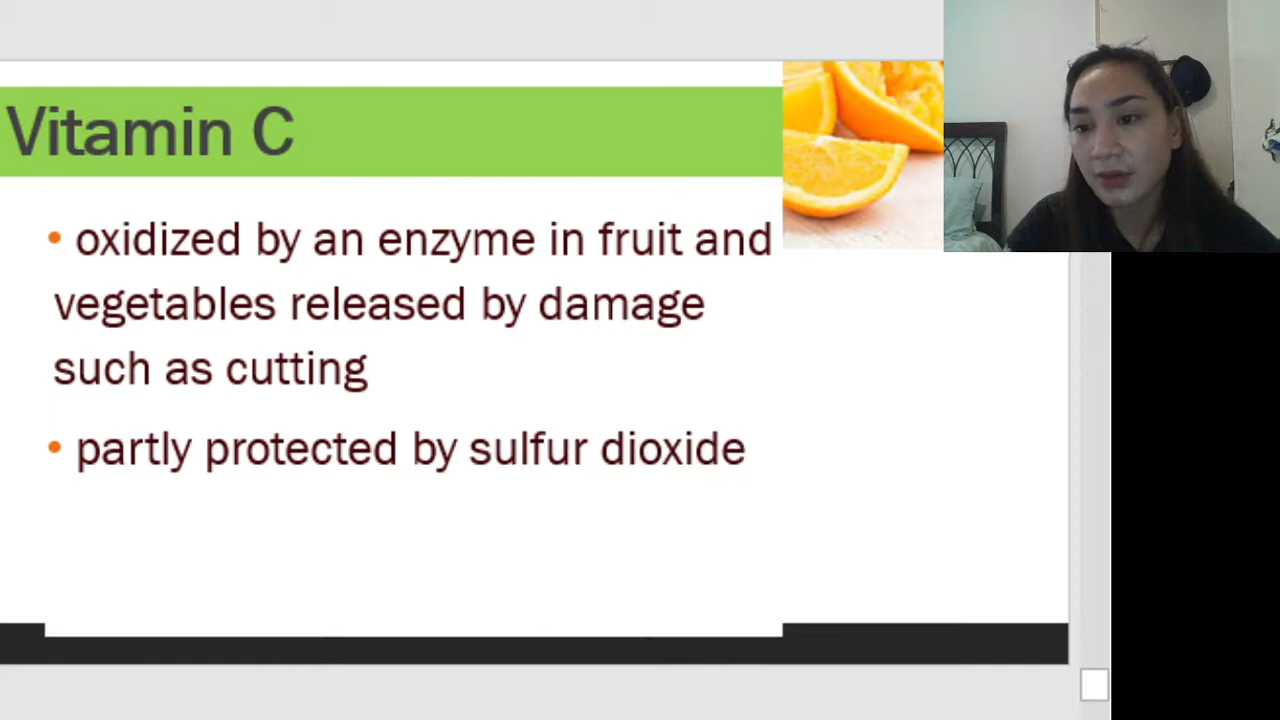 Vitamin C
• oxidized by an enzyme in fruit and
vegetables released by damage
such as cutting
• partly protected by sulfur dioxide